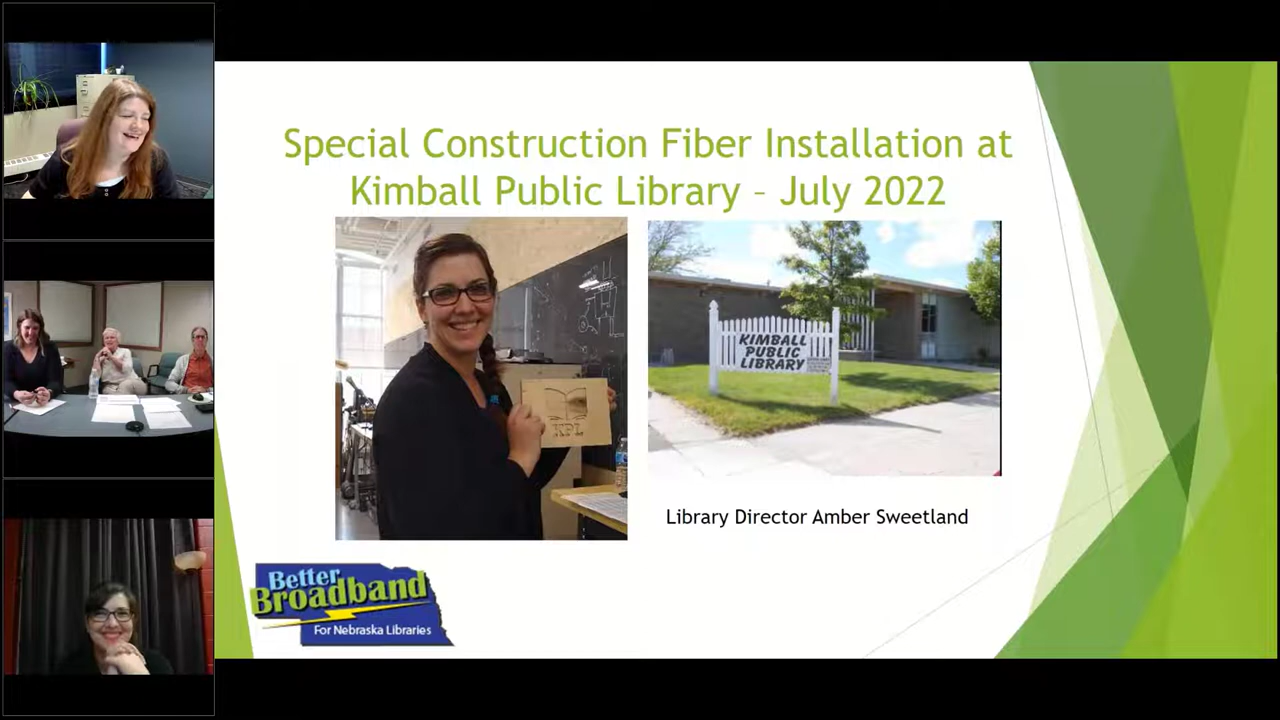 Special Construction Fiber Installation at
Kimball Public Library – July 2022
KPL
KIMBALL
PUBLIC
LIBRARY
Library Director Amber Sweetland
Better
Broadband
For Nebraska Libraries